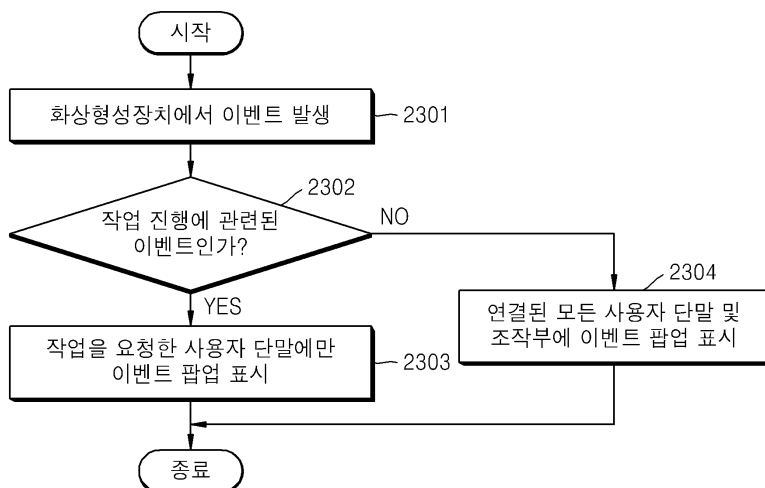 시작
화상형성장치에서 이벤트 발생
2301
2302
작업 진행에 관련된
이벤트인가?
NO
YES
2304
연결된 모든 사용자 단말 및
조작부에 이벤트 팝업 표시
작업을 요청한 사용자 단말에만
이벤트 팝업 표시
2303
종료